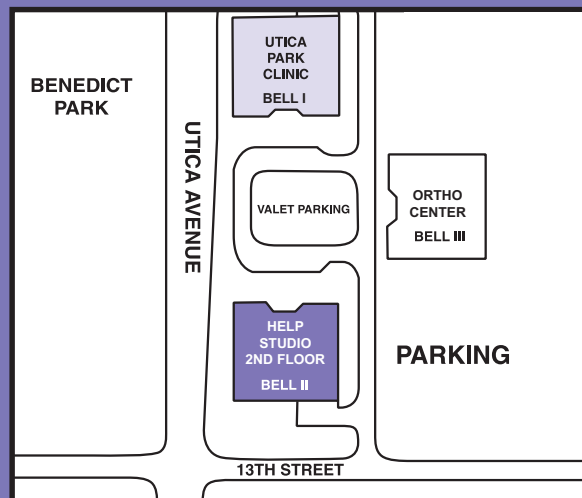 BENEDICT
PARK
UTICA AVENUE
UTICA
PARK
CLINIC
BELL I
VALET PARKING
ORTHO
CENTER
BELL III
HELP
STUDIO
2ND FLOOR
BELL II
PARKING
13TH STREET